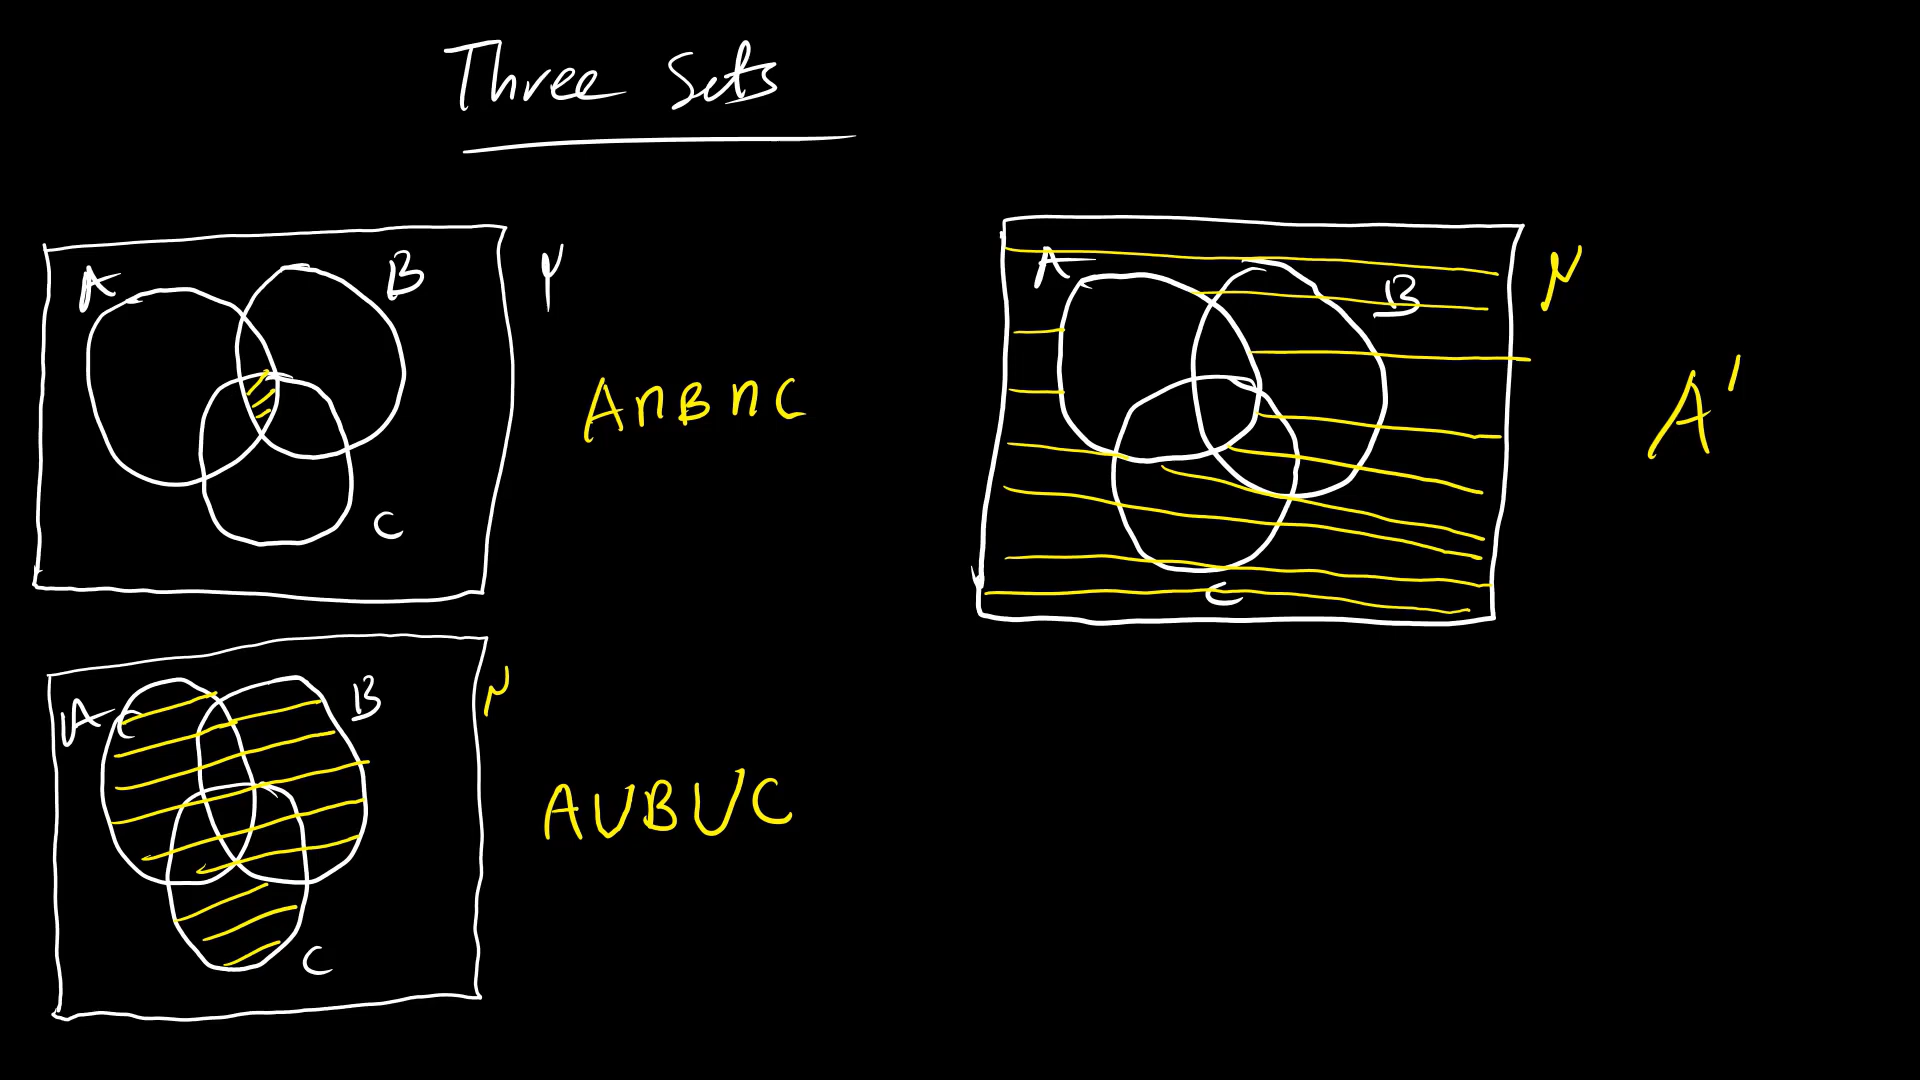 Three Sets
A B μ
C
A∩B∩C
A B μ
C
A∪B∪C
A B μ
C
A'